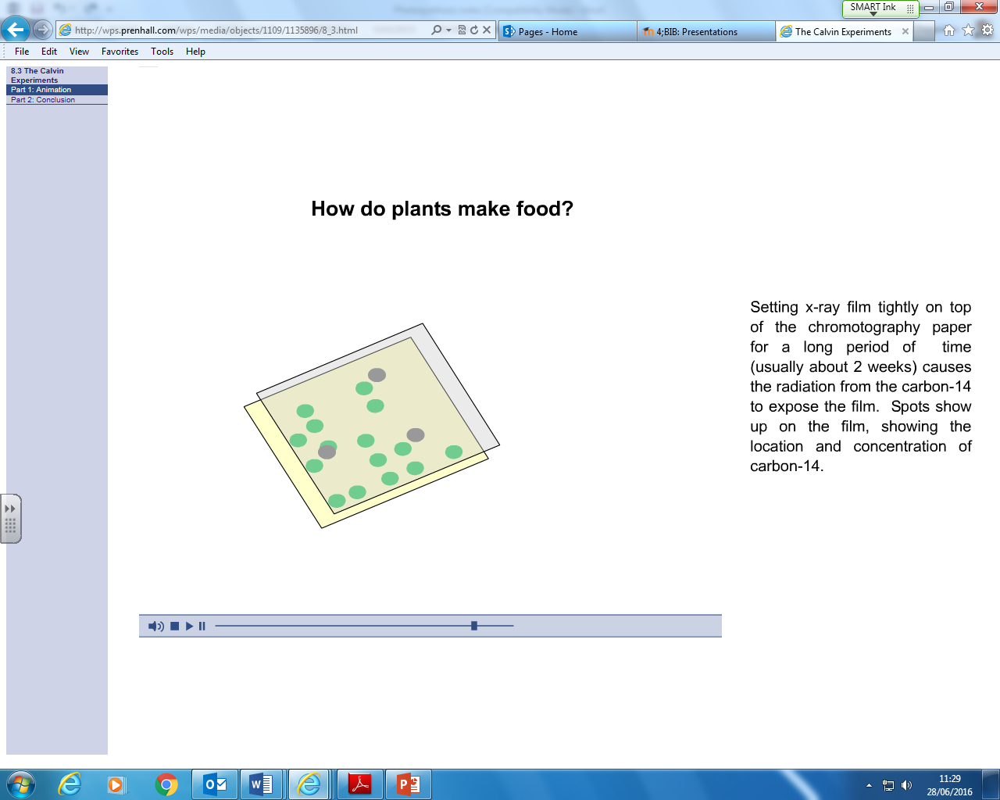 SMART Ink
http://wps.prenhall.com/wps/media/objects/1109/1135896/8_3.html
Pages - Home
4;BIB: Presentations
The Calvin Experiments
File Edit View Favorites Tools Help
8.3 The Calvin
Experiments
Part 1: Animation
Part 2: Conclusion
How do plants make food?
Setting x-ray film tightly on top
of the chromotography paper
for a long period of time
(usually about 2 weeks) causes
the radiation from the carbon-14
to expose the film. Spots show
up on the film, showing the
location and concentration of
carbon-14.
11:29
28/06/2016